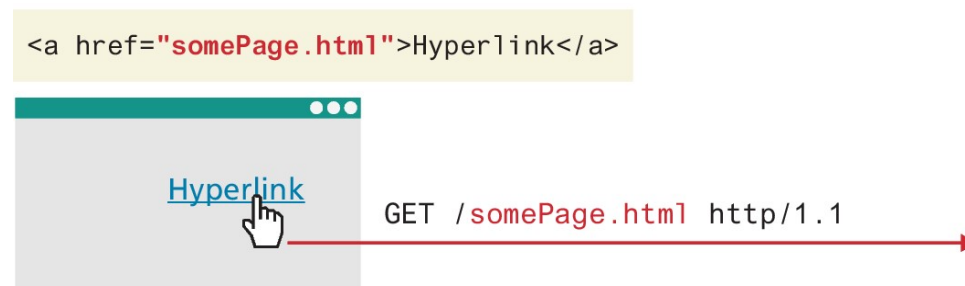 <a href="somePage.html">Hyperlink</a>
Hyperlink
GET /somePage.html http/1.1